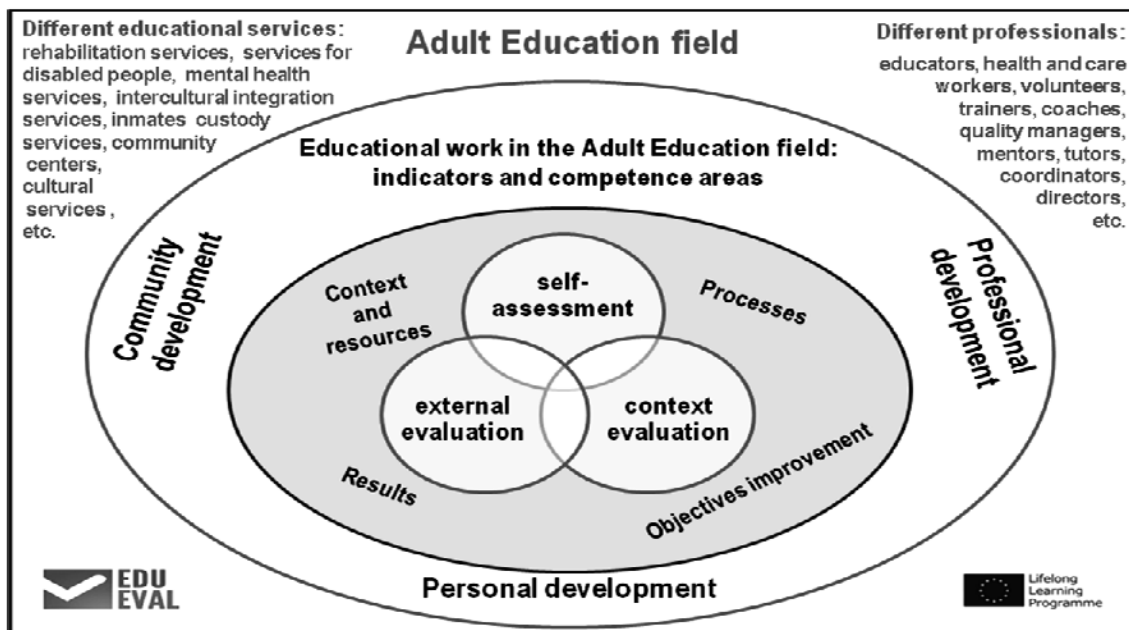 Different educational services:
rehabilitation services, services for
disabled people, mental health
services, intercultural integration
services, inmates custody
services, community
centers,
cultural
services ,
etc.
Adult Education field
Different professionals:
educators, health and care
workers, volunteers,
trainers, coaches,
quality managers,
mentors, tutors,
coordinators,
directors,
etc.
Educational work in the Adult Education field:
indicators and competence areas
Community
development
Professional
development
Context
and
resources
self-
assessment
Processes
external
evaluation
context
evaluation
Results
Objectives improvement
Personal development
EDU
EVAL
Lifelong
Learning
Programme